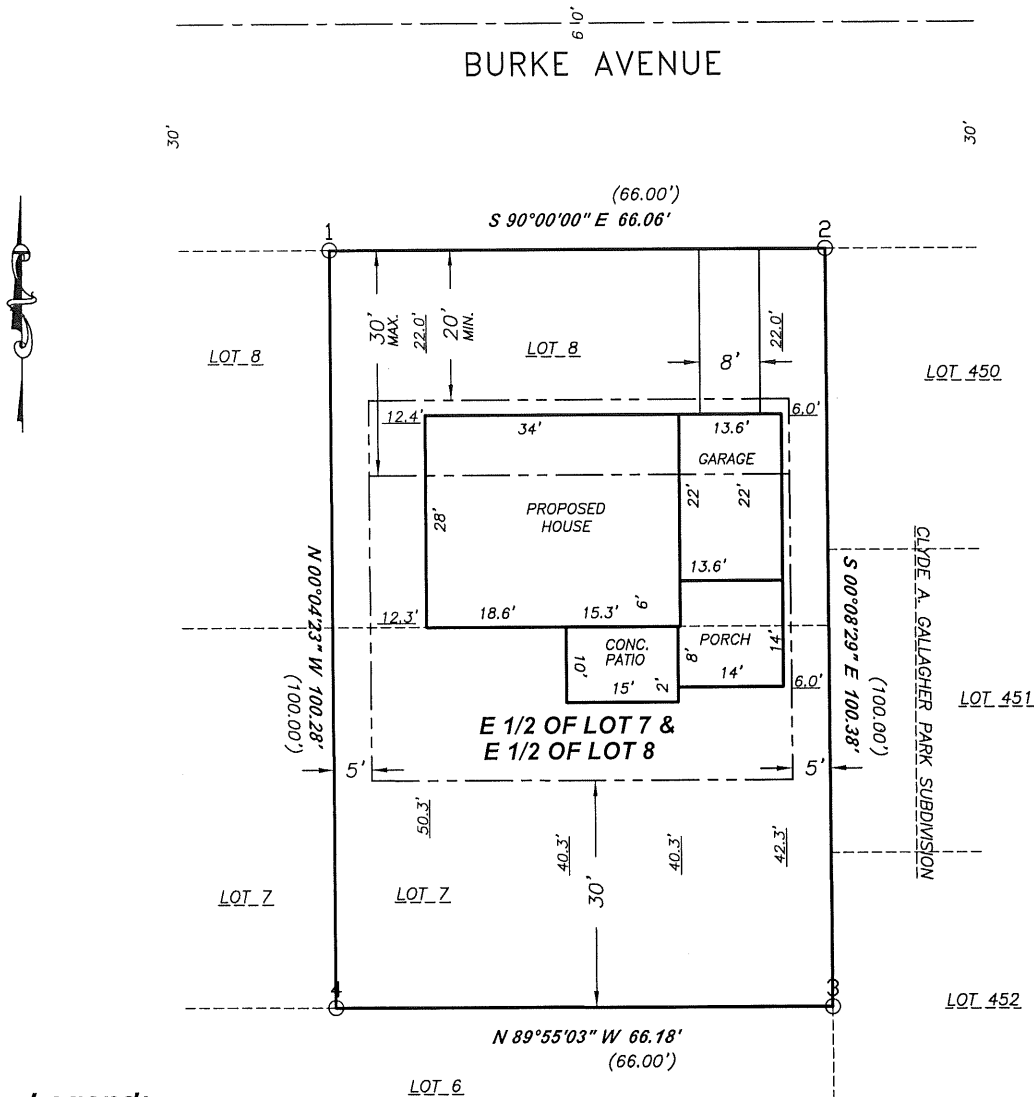 60'
BURKE AVENUE
30'
30'
(66.00')
S 90°00'00" E 66.06'
1
2
30'
MAX.
22.0'
20'
MIN.
22.0'
8'
LOT 8
LOT 8
LOT 450
12.4'
6.0'
34'
13.6'
GARAGE
PROPOSED
HOUSE
28'
22'
22'
13.6'
N 00°04'23" W 100.28'
(100.00')
S 00°08'29" E 100.38'
(100.00')
CLYDE A. GALLAGHER PARK SUBDIVISION
12.3'
18.6'
15.3'
6'
CONC.
PATIO
PORCH
14'
10'
8'
15'
2'
14'
6.0'
LOT 451
E 1/2 OF LOT 7 &
E 1/2 OF LOT 8
5'
5'
50.3'
40.3'
40.3'
42.3'
30'
LOT 7
LOT 7
4
3
LOT 452
N 89°55'03" W 66.18'
(66.00')
LOT 6